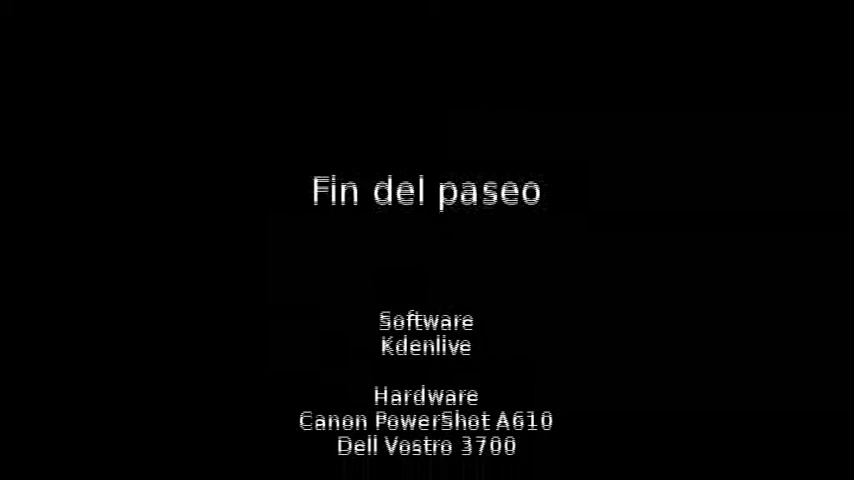 Fin del paseo
Software
Kdenlive
Hardware
Canon PowerShot A610
Dell Vostro 3700